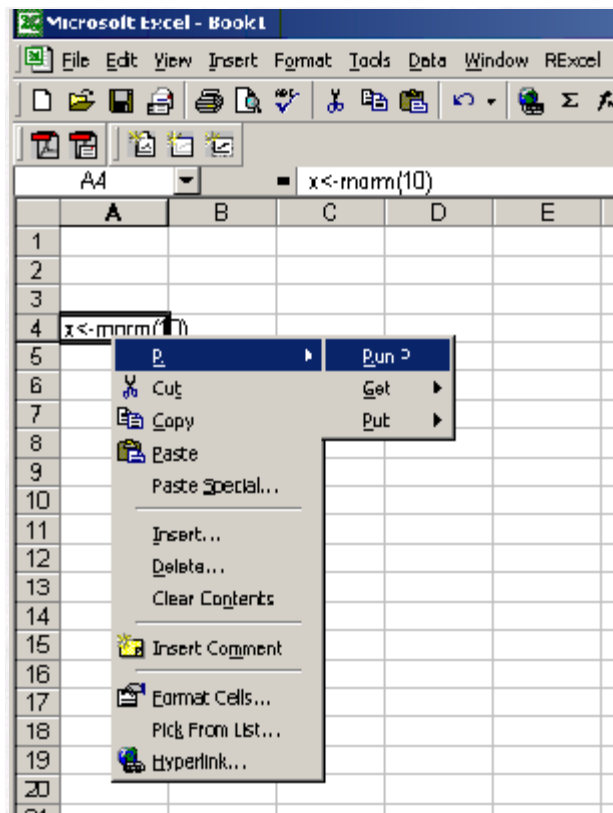 Microsoft Excel - Book1
File Edit View Insert Format Tools Data Window RExcel
A4 = x<-rnorm(10)
A B C D E
1
2
3
4 x<-rnorm(10)
5
6
7
8
9
10
11
12
13
14
15
16
17
18
19
20
21
R
Run R
Cut
Get
Copy
Put
Paste
Paste Special...
Insert...
Delete...
Clear Contents
Insert Comment
Format Cells...
Pick From List...
Hyperlink...